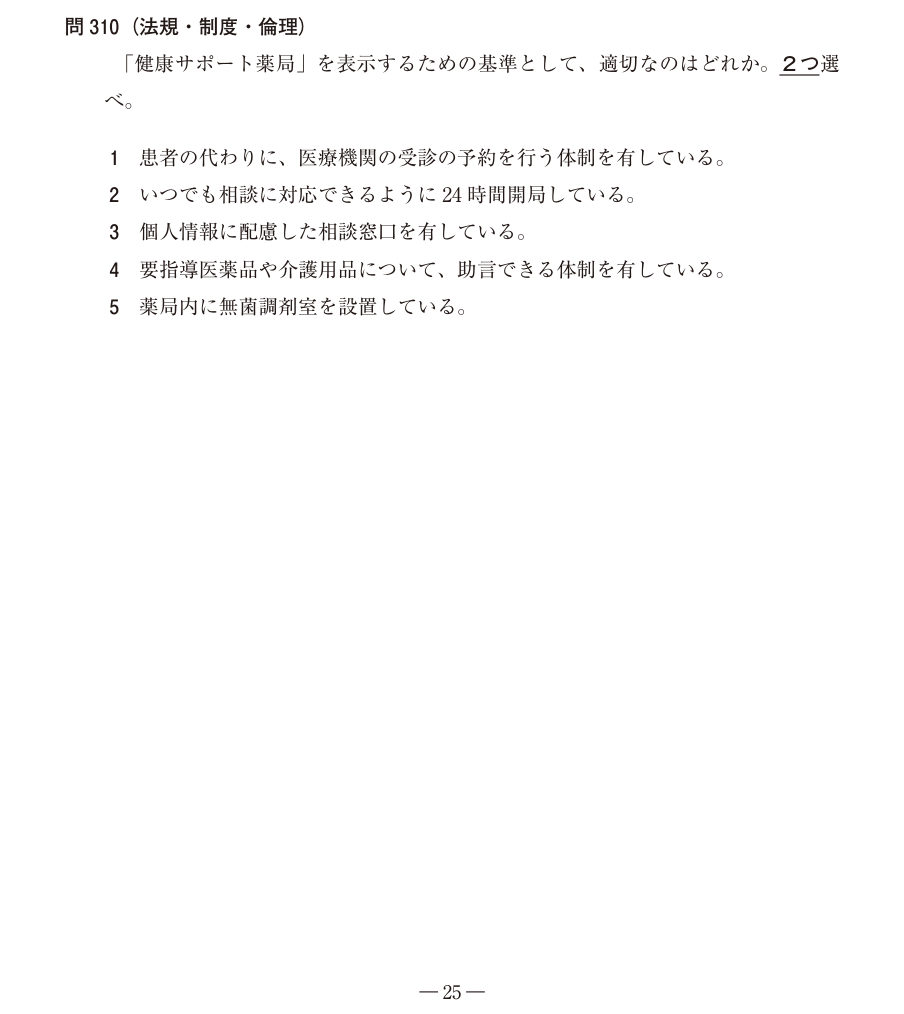 問 310（法規・制度・倫理）
「健康サポート薬局」を表示するための基準として、適切なのはどれか。２つ選
べ。
1 患者の代わりに、医療機関の受診の予約を行う体制を有している。
2 いつでも相談に対応できるように 24 時間開局している。
3 個人情報に配慮した相談窓口を有している。
4 要指導医薬品や介護用品について、助言できる体制を有している。
5 薬局内に無菌調剤室を設置している。
— 25 —